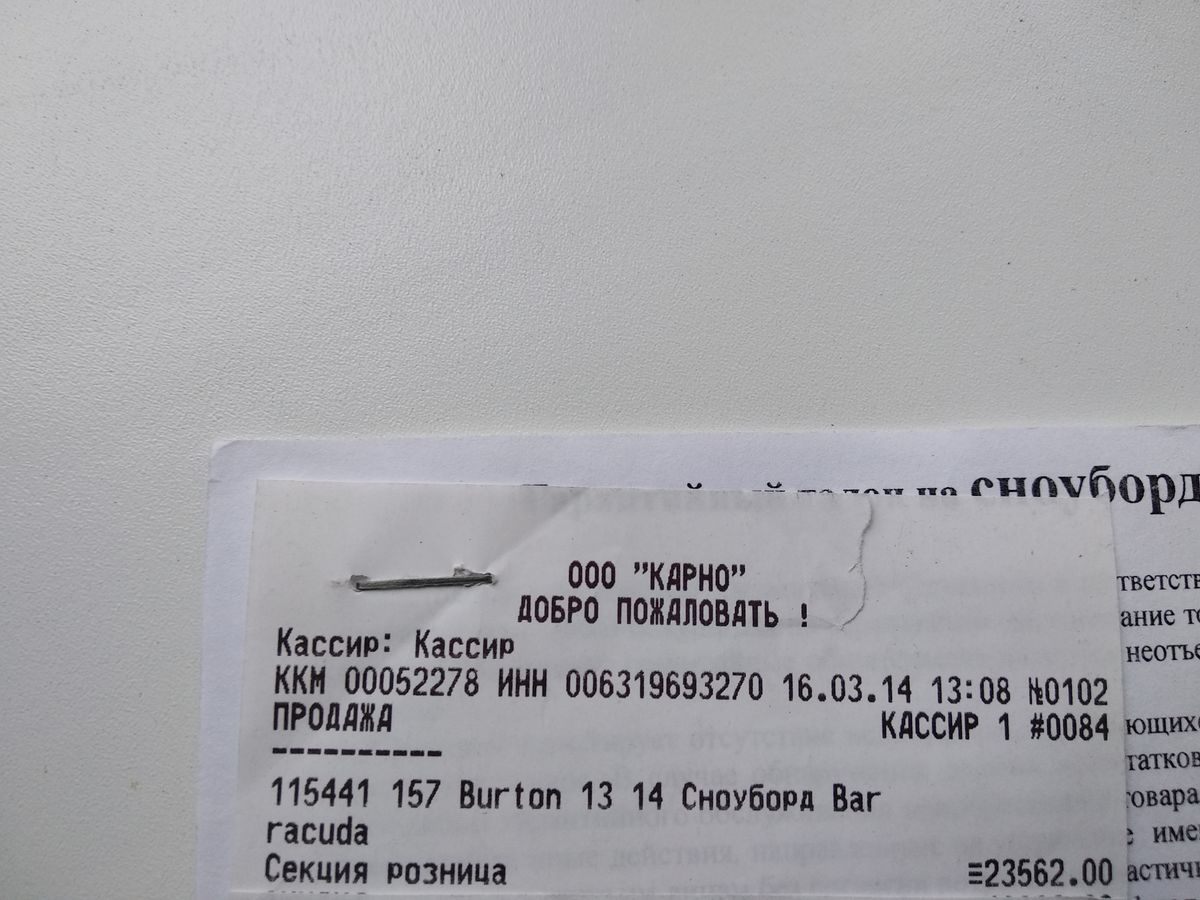 сноуборд
ООО "КАРНО"
ДОБРО ПОЖАЛОВАТЬ !
Кассир: Кассир
ККМ 00052278 ИНН 006319693270 16.03.14 13:08 №0102
ПРОДАЖА КАССИР 1 #0084
----------
115441 157 Burton 13 14 Сноуборд Bar
racuda
Секция розница ≡23562.00